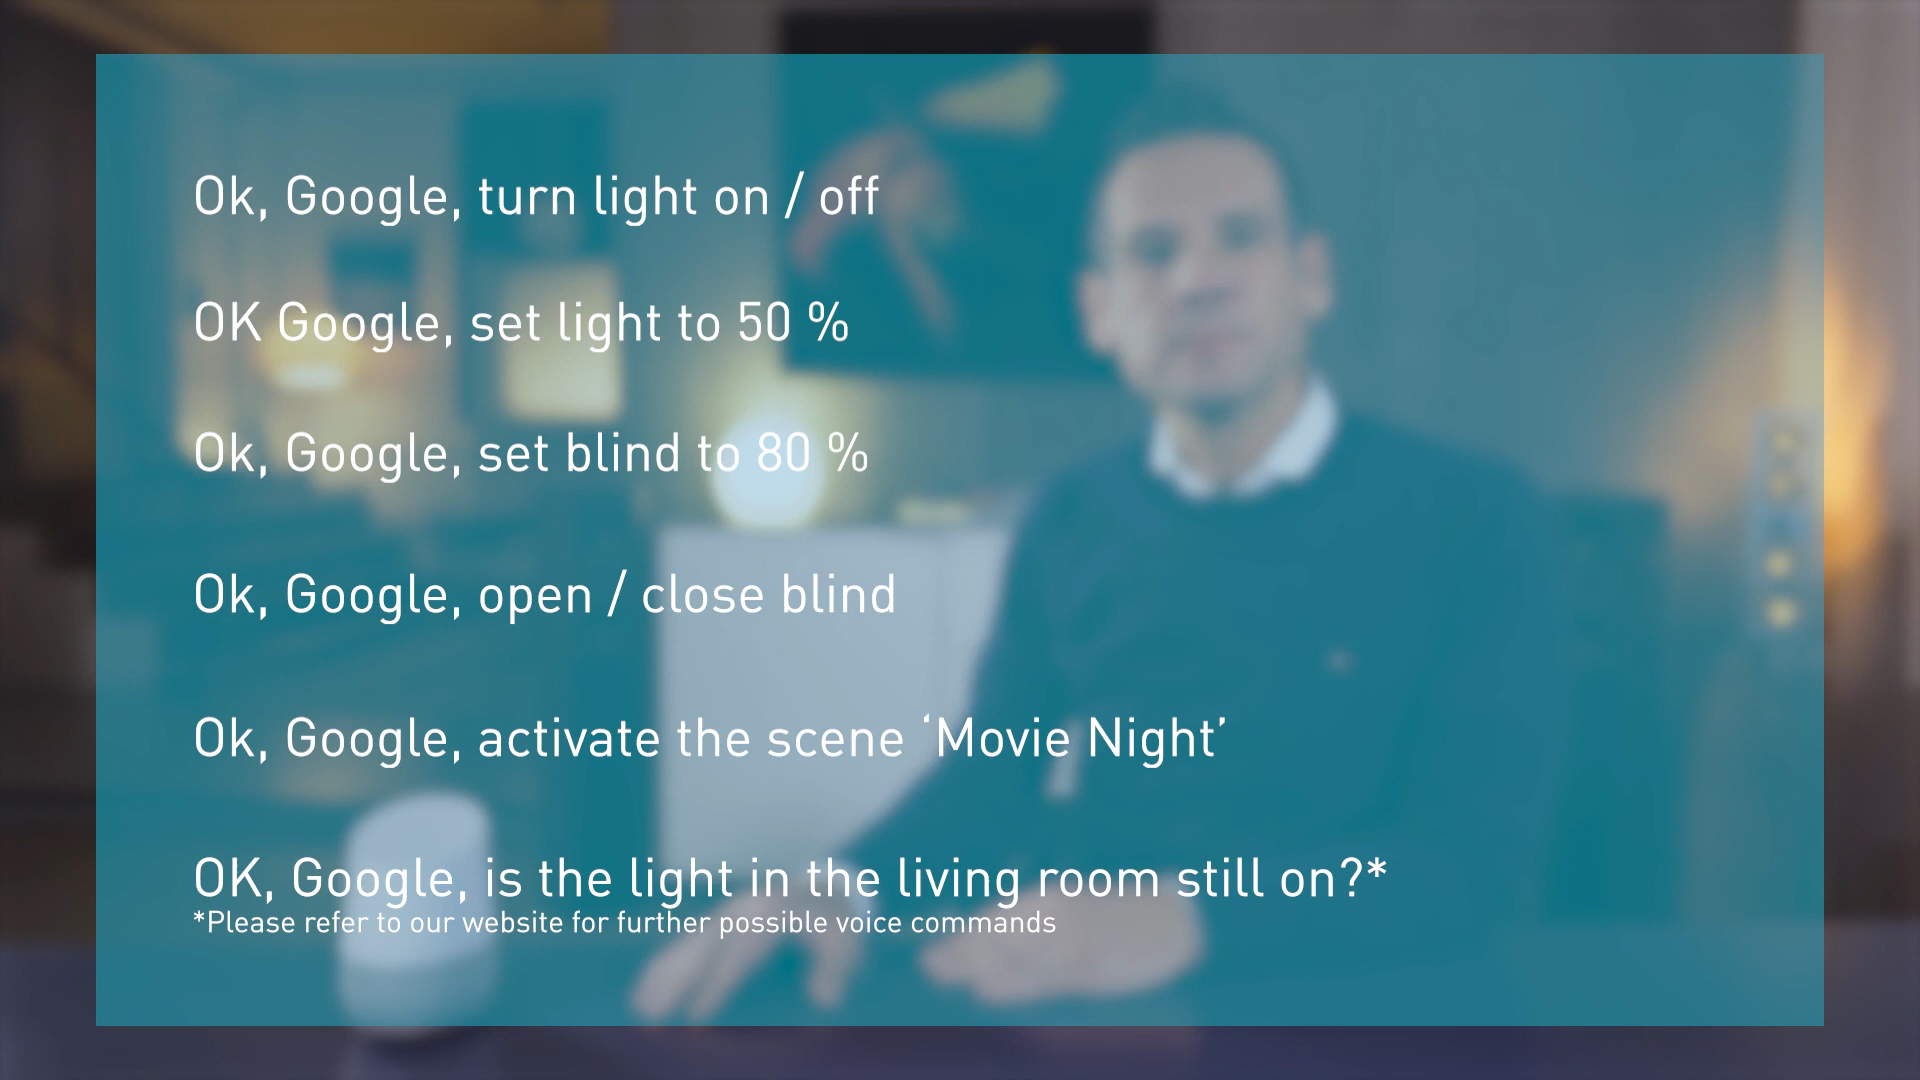 Ok, Google, turn light on / off
OK Google, set light to 50 %
Ok, Google, set blind to 80 %
Ok, Google, open / close blind
Ok, Google, activate the scene ‘Movie Night’
OK, Google, is the light in the living room still on?*
*Please refer to our website for further possible voice commands